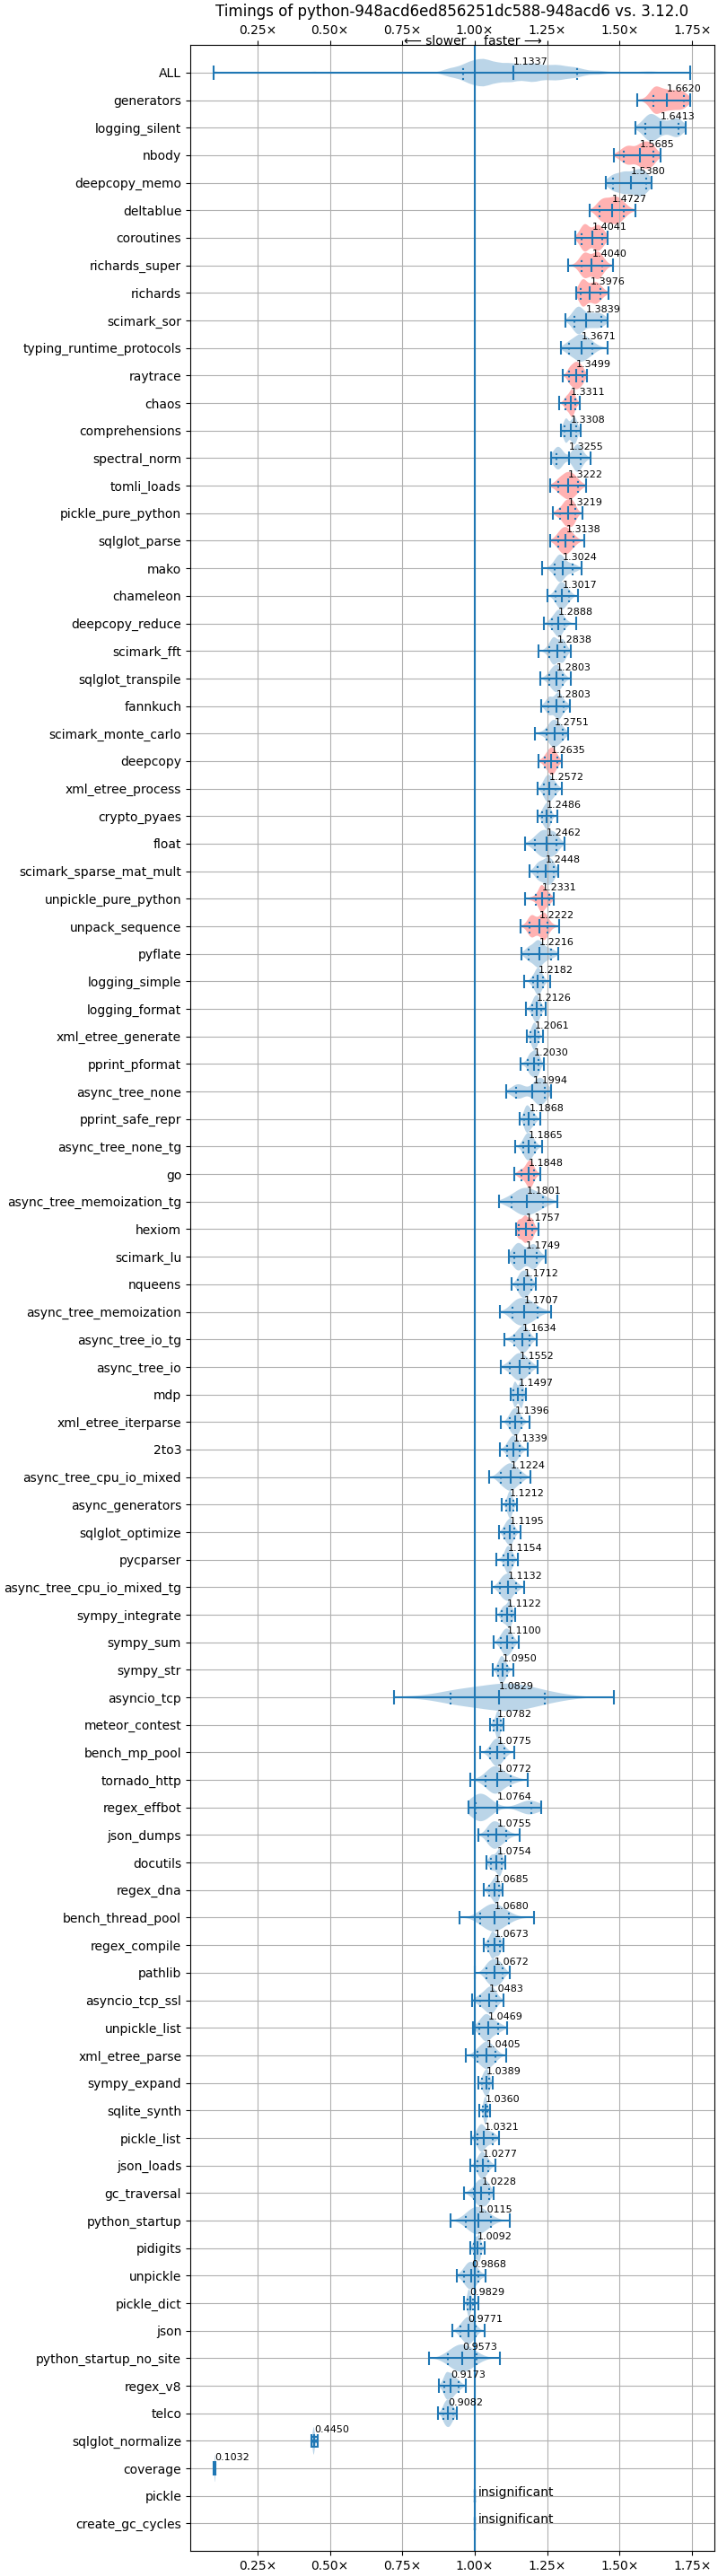 Timings of python-948acd6ed856251dc588-948acd6 vs. 3.12.0
0.25× 0.50× 0.75× 1.00× 1.25× 1.50× 1.75×
⟵ slower faster ⟶
ALL 1.1337
generators 1.6620
logging_silent 1.6413
nbody 1.5685
deepcopy_memo 1.5380
deltablue 1.4727
coroutines 1.4041
richards_super 1.4040
richards 1.3976
scimark_sor 1.3839
typing_runtime_protocols 1.3671
raytrace 1.3499
chaos 1.3311
comprehensions 1.3308
spectral_norm 1.3255
tomli_loads 1.3222
pickle_pure_python 1.3219
sqlglot_parse 1.3138
mako 1.3024
chameleon 1.3017
deepcopy_reduce 1.2888
scimark_fft 1.2838
sqlglot_transpile 1.2803
fannkuch 1.2803
scimark_monte_carlo 1.2751
deepcopy 1.2635
xml_etree_process 1.2572
crypto_pyaes 1.2486
float 1.2462
scimark_sparse_mat_mult 1.2448
unpickle_pure_python 1.2331
unpack_sequence 1.2222
pyflate 1.2216
logging_simple 1.2182
logging_format 1.2126
xml_etree_generate 1.2061
pprint_pformat 1.2030
async_tree_none 1.1994
pprint_safe_repr 1.1868
async_tree_none_tg 1.1865
go 1.1848
async_tree_memoization_tg 1.1801
hexiom 1.1757
scimark_lu 1.1749
nqueens 1.1712
async_tree_memoization 1.1707
async_tree_io_tg 1.1634
async_tree_io 1.1552
mdp 1.1497
xml_etree_iterparse 1.1396
2to3 1.1339
async_tree_cpu_io_mixed 1.1224
async_generators 1.1212
sqlglot_optimize 1.1195
pycparser 1.1154
async_tree_cpu_io_mixed_tg 1.1132
sympy_integrate 1.1122
sympy_sum 1.1100
sympy_str 1.0950
asyncio_tcp 1.0829
meteor_contest 1.0782
bench_mp_pool 1.0775
tornado_http 1.0772
regex_effbot 1.0764
json_dumps 1.0755
docutils 1.0754
regex_dna 1.0685
bench_thread_pool 1.0680
regex_compile 1.0673
pathlib 1.0672
asyncio_tcp_ssl 1.0483
unpickle_list 1.0469
xml_etree_parse 1.0405
sympy_expand 1.0389
sqlite_synth 1.0360
pickle_list 1.0321
json_loads 1.0277
gc_traversal 1.0228
python_startup 1.0115
pidigits 1.0092
unpickle 0.9868
pickle_dict 0.9829
json 0.9771
python_startup_no_site 0.9573
regex_v8 0.9173
telco 0.9082
sqlglot_normalize 0.4450
coverage 0.1032
pickle insignificant
create_gc_cycles insignificant
0.25× 0.50× 0.75× 1.00× 1.25× 1.50× 1.75×